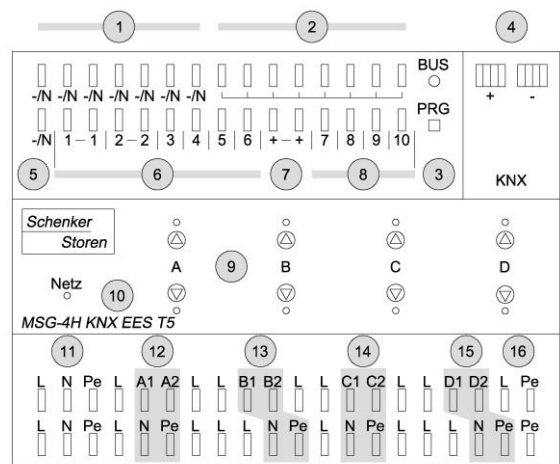 1 2 4
BUS
-/N -/N -/N -/N -/N -/N -/N + -
PRG
-/N 1 – 1 2 – 2 3 4 5 6 + – + 7 8 9 10
5 6 7 8 3 KNX
Schenker
Storen
A 9 B C D
Netz
10
MSG-4H KNX EES T5
11 12 13 14 15 16
L N Pe L A1 A2 L L B1 B2 L L C1 C2 L L D1 D2 L Pe
L N Pe L N Pe L L L N Pe L N Pe L L L N Pe Pe